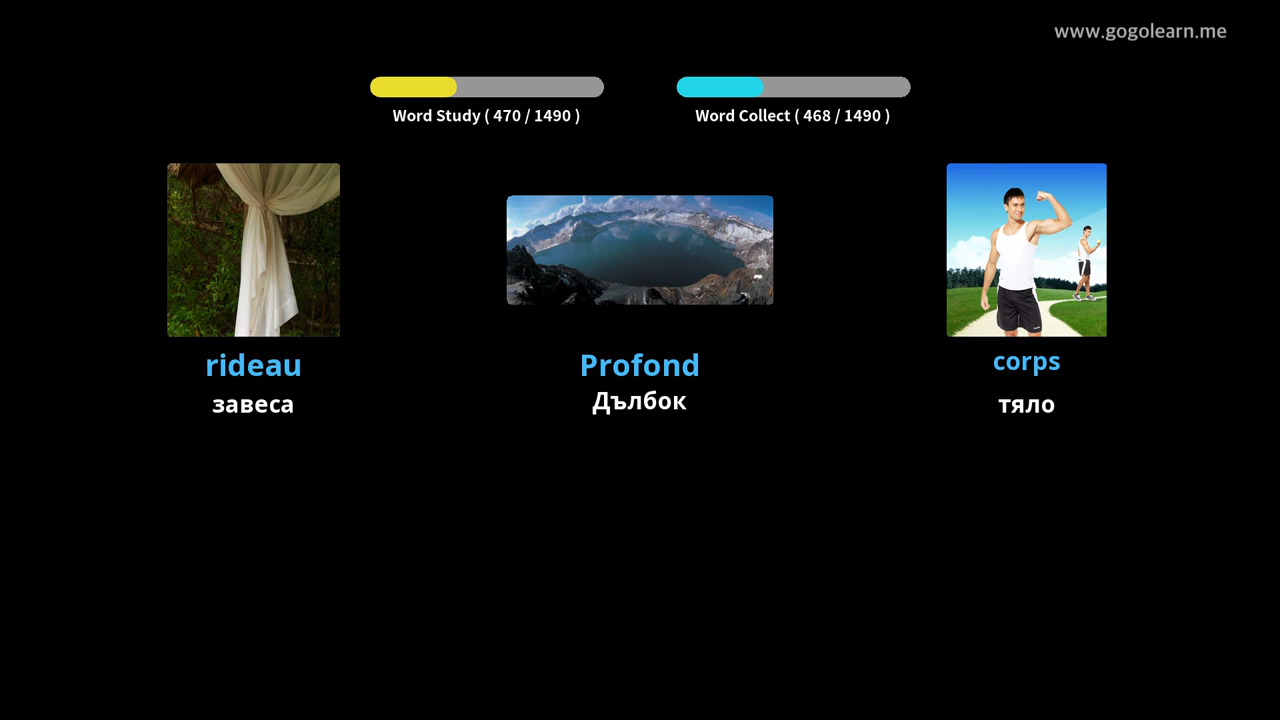 www.gogolearn.me
Word Study ( 470 / 1490 )
Word Collect ( 468 / 1490 )
rideau
завеса
Profond
Дълбок
corps
тяло